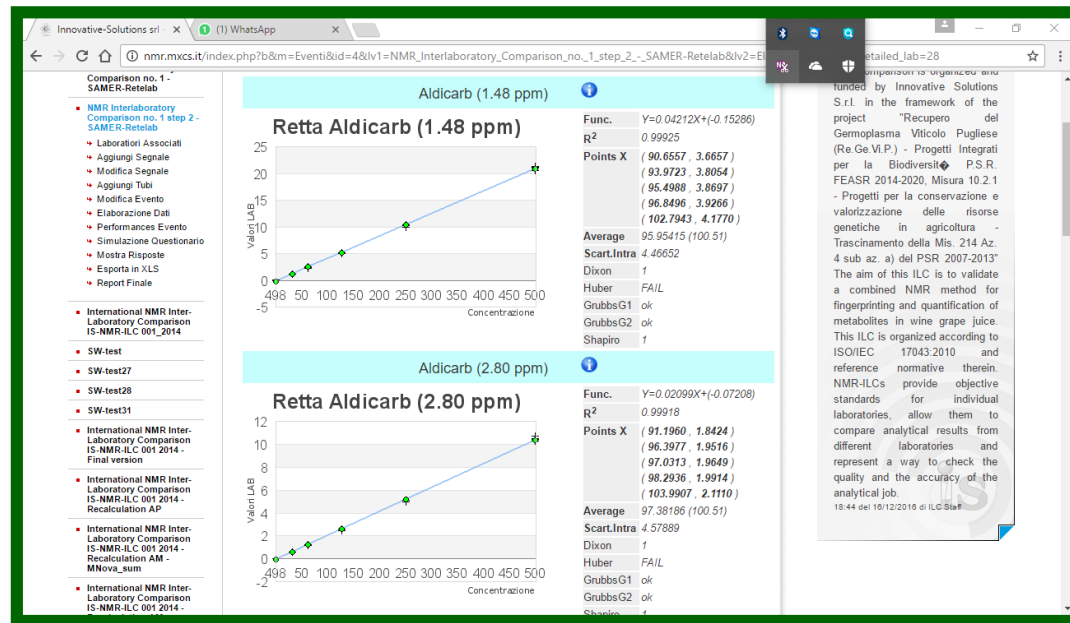 Innovative-Solutions srl
(1) WhatsApp
nmr.mxcs.it/index.php?b&m=Eventi&id=4&lv1=NMR_Interlaboratory_Comparison_no._1_step_2_-_SAMER-Retelab&lv2=El
etailed_lab=28
Comparison no. 1 -
SAMER-Retelab
NMR Interlaboratory
Comparison no. 1 step 2 -
SAMER-Retelab
Laboratiori Associati
Aggiungi Segnale
Modifica Segnale
Aggiungi Tubi
Modifica Evento
Elaborazione Dati
Performances Evento
Simulazione Questionario
Mostra Risposte
Esporta in XLS
Report Finale
International NMR Inter-
Laboratory Comparison
IS-NMR-ILC 001_2014
SW-test
SW-test27
SW-test28
SW-test31
International NMR Inter-
Laboratory Comparison
IS-NMR-ILC 001 2014 -
Final version
International NMR Inter-
Laboratory Comparison
IS-NMR-ILC 001 2014 -
Recalculation AP
International NMR Inter-
Laboratory Comparison
IS-NMR-ILC 001 2014 -
Recalculation AM -
MNova_sum
International NMR Inter-
Laboratory Comparison
IS-NMR-ILC 001 2014 -
Aldicarb (1.48 ppm)
Retta Aldicarb (1.48 ppm)
25
20
15
10
5
0
-5
Valori LAB
498 50 100 150 200 250 300 350 400 450 500
Concentrazione
Func. Y=0.04212X+(-0.15286)
R2 0.99925
Points X ( 90.6557 , 3.6657 )
( 93.9723 , 3.8054 )
( 95.4988 , 3.8697 )
( 96.8496 , 3.9266 )
( 102.7943 , 4.1770 )
Average 95.95415 (100.51)
Scart.Intra 4.46652
Dixon 1
Huber FAIL
GrubbsG1 ok
GrubbsG2 ok
Shapiro 1
Aldicarb (2.80 ppm)
Retta Aldicarb (2.80 ppm)
12
10
8
6
4
2
0
-2
Valori LAB
498 50 100 150 200 250 300 350 400 450 500
Concentrazione
Func. Y=0.02099X+(-0.07208)
R2 0.99918
Points X ( 91.1960 , 1.8424 )
( 96.3977 , 1.9516 )
( 97.0313 , 1.9649 )
( 98.2936 , 1.9914 )
( 103.9907 , 2.1110 )
Average 97.38186 (100.51)
Scart.Intra 4.57889
Dixon 1
Huber FAIL
GrubbsG1 ok
GrubbsG2 ok
Shapiro 1
comparison is organized and
funded by Innovative Solutions
S.r.l. in the framework of the
project "Recupero del
Germoplasma Viticolo Pugliese
(Re.Ge.Vi.P.) - Progetti Integrati
per la Biodiversit� P.S.R.
FEASR 2014-2020, Misura 10.2.1
- Progetti per la conservazione e
valorizzazione delle risorse
genetiche in agricoltura -
Trascinamento della Mis. 214 Az.
4 sub az. a) del PSR 2007-2013"
The aim of this ILC is to validate
a combined NMR method for
fingerprinting and quantification of
metabolites in wine grape juice.
This ILC is organized according to
ISO/IEC 17043:2010 and
reference normative therein.
NMR-ILCs provide objective
standards for individual
laboratories, allow them to
compare analytical results from
different laboratories and
represent a way to check the
quality and the accuracy of the
analytical job.
18:44 del 16/12/2016 di ILC Staff
is